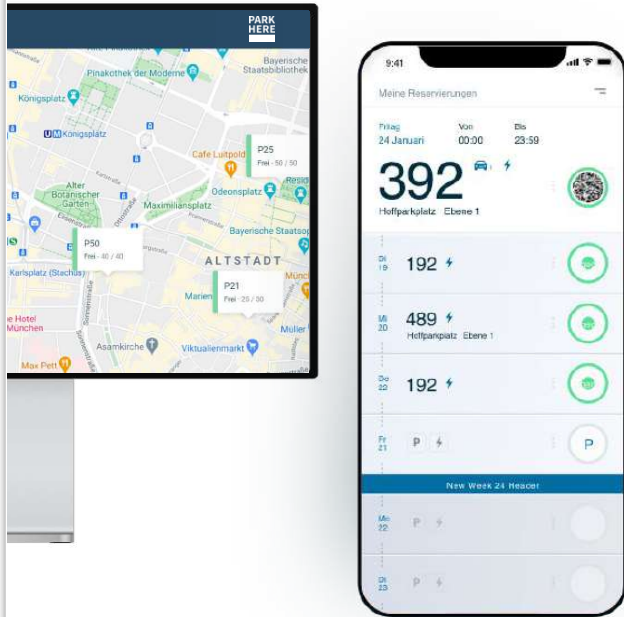 PARK
HERE
Bayerische
Staatsbibliothek
Pinakothek der Moderne
Königsplatz
Königsplatz
Cafe Luitpold
P25
Frei - 50 / 50
Alter
Botanischer
Garten
Maximiliansplatz
Odeonsplatz
Resid
Bayerische Staatsop
P50
Frei - 40 / 40
Karlsplatz (Stachus)
Sonnenstraße
ALTSTADT
P21
Frei - 25 / 30
Marien
Münc
e Hotel
München
Asamkirche
Viktualienmarkt
Müller
Max Pett
9:41
Meine Reservierungen
Freitag Von Bis
24 Januari 00:00 23:59
392
Hoffparkplatz Ebene 1
Di
19
192
Mi
20
489
Hoffparkplatz Ebene 1
Do
20
192
Fr
21
P
P
New Week 24 Header
Mo
22
P
Di
23
P